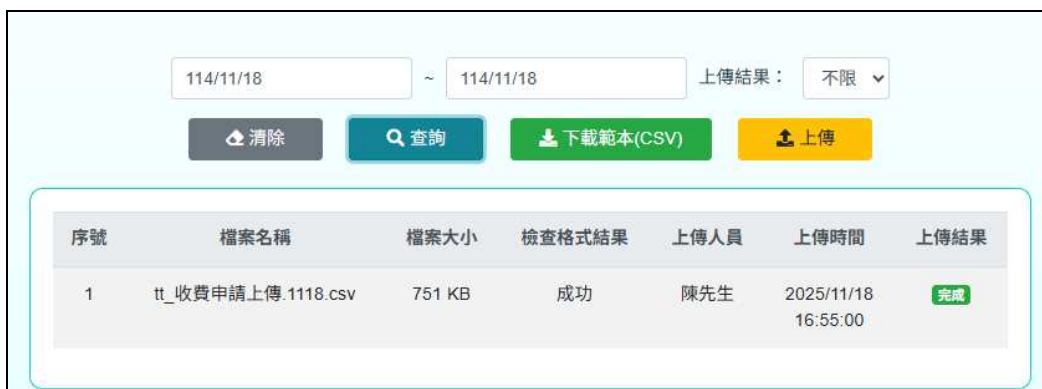 114/11/18 ~ 114/11/18 上傳結果： 不限
清除 查詢 下載範本(CSV) 上傳
序號 檔案名稱 檔案大小 檢查格式結果 上傳人員 上傳時間 上傳結果
1 tt_收費申請上傳.1118.csv 751 KB 成功 陳先生 2025/11/18 完成
16:55:00